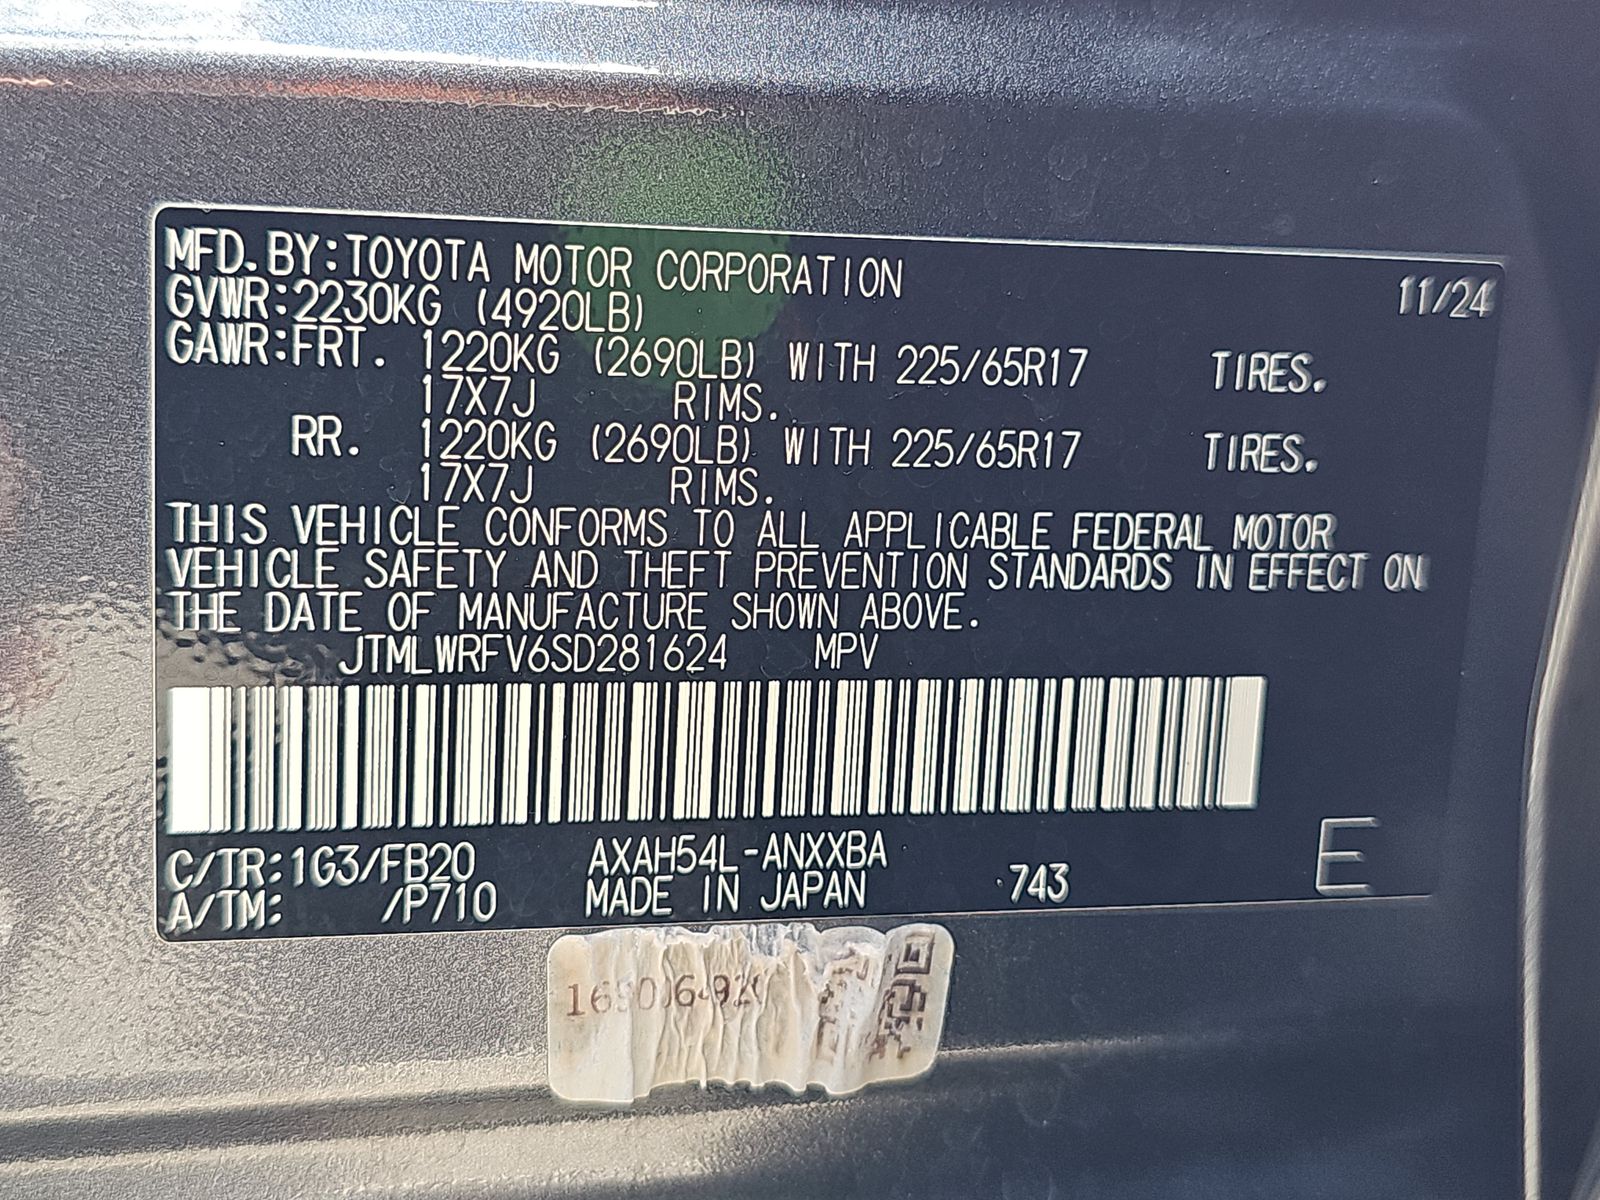 MFD. BY: TOYOTA MOTOR CORPORATION 11/24
GVWR: 2230KG (4920LB)
GAWR: FRT. 1220KG (2690LB) WITH 225/65R17 TIRES.
17X7J RIMS.
RR. 1220KG (2690LB) WITH 225/65R17 TIRES.
17X7J RIMS.
THIS VEHICLE CONFORMS TO ALL APPLICABLE FEDERAL MOTOR
VEHICLE SAFETY AND THEFT PREVENTION STANDARDS IN EFFECT ON
THE DATE OF MANUFACTURE SHOWN ABOVE.
JTMLWRFV6SD281624 MPV
C/TR: 1G3/FB20 AXAH54L-ANXXBA
A/TM: /P710 MADE IN JAPAN 743 E